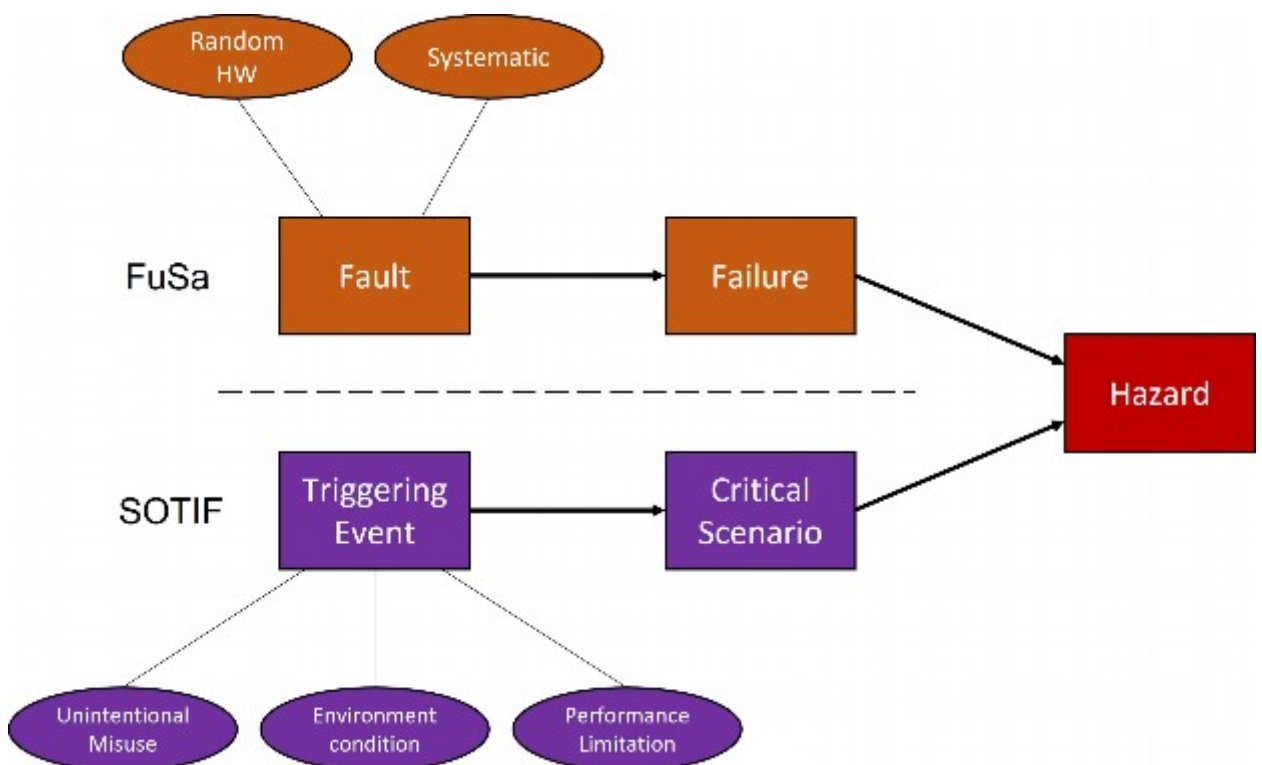 Random
HW
Systematic
FuSa
Fault
Failure
Hazard
SOTIF
Triggering
Event
Critical
Scenario
Unintentional
Misuse
Environment
condition
Performance
Limitation